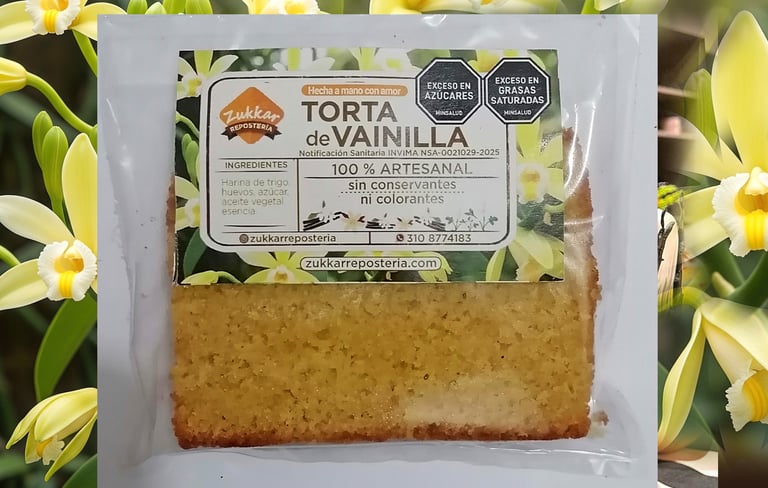 Hecha a mano con amor
Zukkar
REPOSTERÍA
TORTA
de VAINILLA
EXCESO EN
AZÚCARES
MINSALUD
EXCESO EN
GRASAS
SATURADAS
MINSALUD
Notificación Sanitaria INVIMA NSA-0021029-2025
INGREDIENTES
Harina de trigo,
huevos, azúcar,
aceite vegetal
esencia.
100 % ARTESANAL
sin conservantes
ni colorantes
zukkarreposteria
310 8774183
zukkarreposteria.com